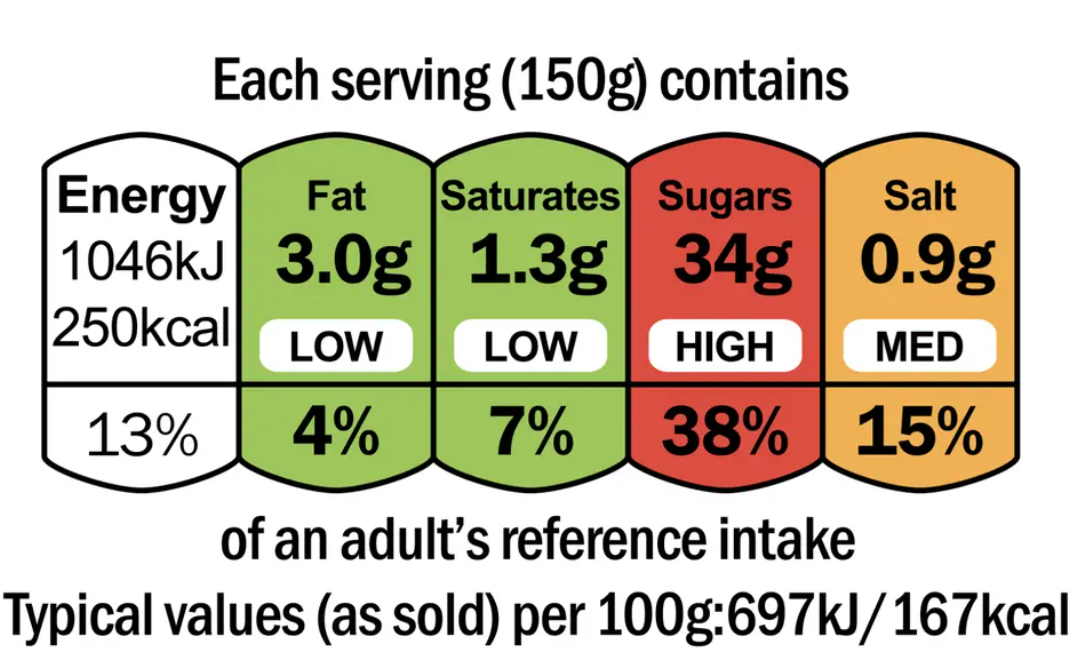 Each serving (150g) contains
Energy
1046kJ
250kcal
13%
Fat
3.0g
LOW
4%
Saturates
1.3g
LOW
7%
Sugars
34g
HIGH
38%
Salt
0.9g
MED
15%
of an adult’s reference intake
Typical values (as sold) per 100g:697kJ/167kcal